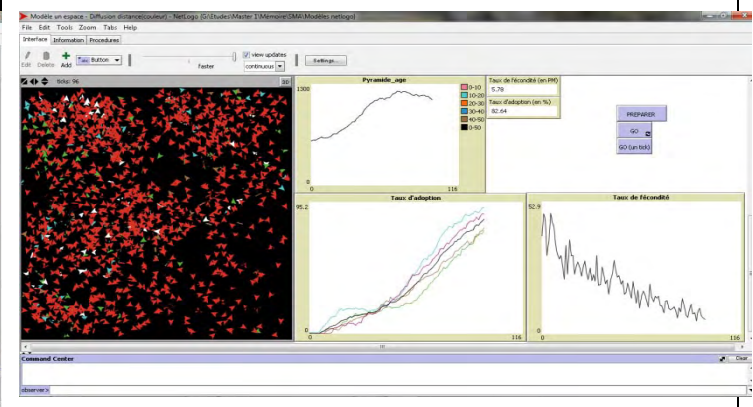 Modèle un espace - Diffusion distance(couleur) - NetLogo {G:\Etudes\Master 1\Mémoire\SMA\Modèles netlogo}
File Edit Tools Zoom Tabs Help
Interface Information Procedures
Edit Delete Add Button faster view updates continuous Settings...
ticks: 96 3D
Pyramide_age
1300
0
0 116
0-10
10-20
20-30
30-40
40-50
0-50
Taux de fécondité (en PM)
5.78
Taux d'adoption (en %)
82.64
PREPARER
GO
GO (un tick)
Taux d'adoption
95.2
0
0 116
Taux de fécondité
52.9
0
0 116
Command Center Clear
observer>